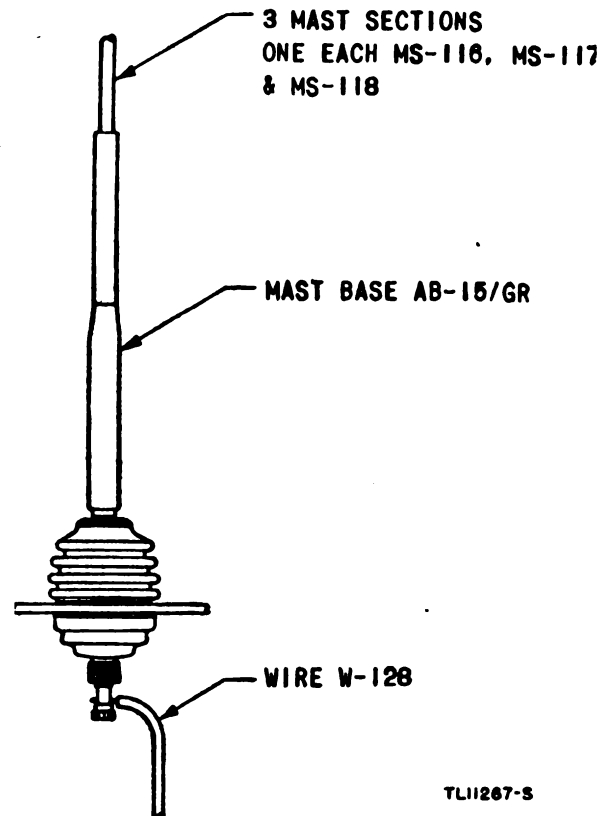 3 MAST SECTIONS
ONE EACH MS-116, MS-117
& MS-118
MAST BASE AB-15/GR
WIRE W-128
TL11267-S